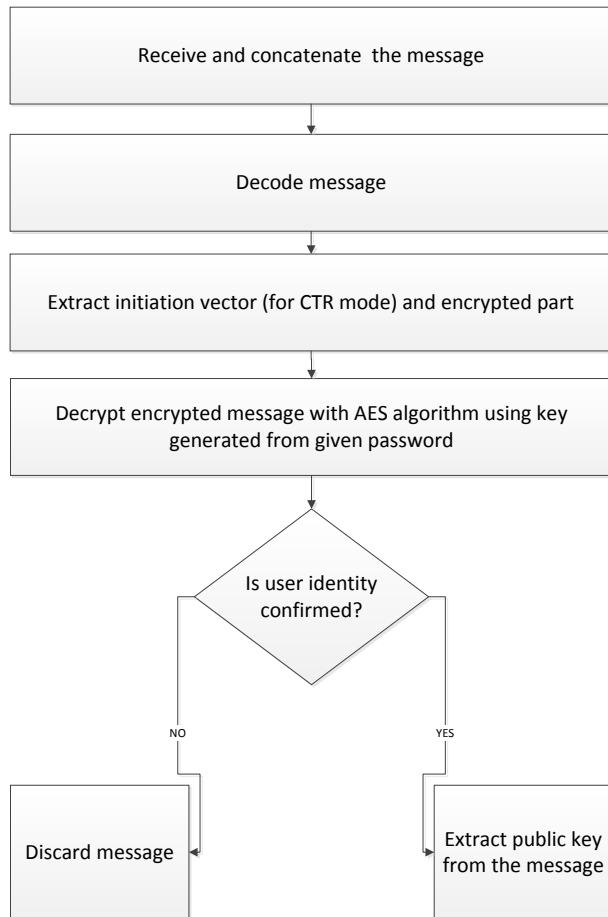 Receive and concatenate the message
Decode message
Extract initiation vector (for CTR mode) and encrypted part
Decrypt encrypted message with AES algorithm using key
generated from given password
Is user identity
confirmed?
NO
YES
Discard message
Extract public key
from the message